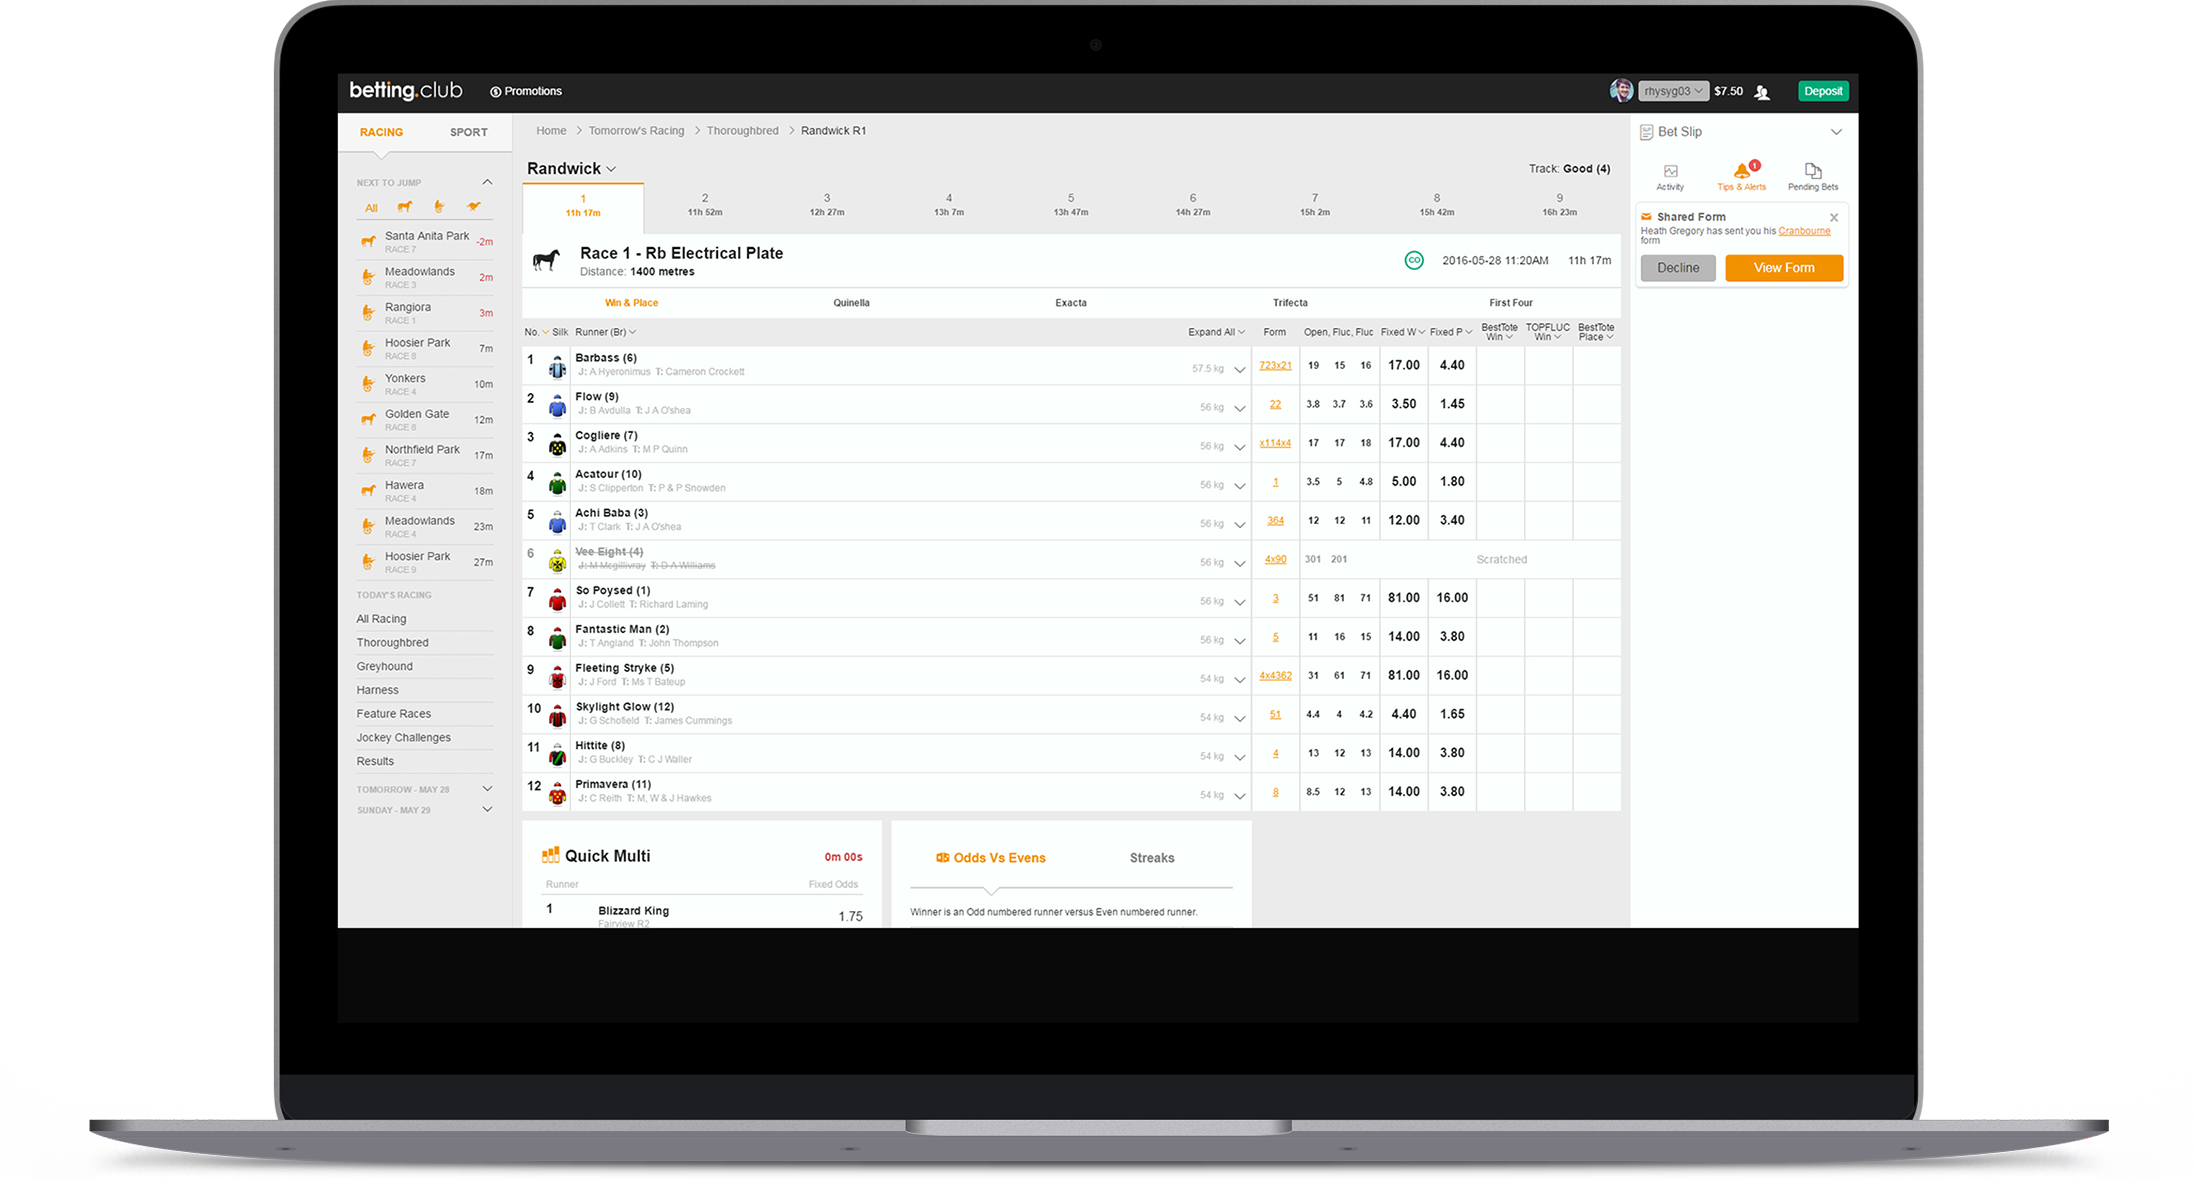 betting.club
Promotions
rhysyg03 $7.50
Deposit
RACING SPORT
NEXT TO JUMP
All
Santa Anita Park -2m
RACE 7
Meadowlands 2m
RACE 3
Rangiora 3m
RACE 1
Hoosier Park 7m
RACE 8
Yonkers 10m
RACE 4
Golden Gate 12m
RACE 8
Northfield Park 17m
RACE 7
Hawera 18m
RACE 4
Meadowlands 23m
RACE 4
Hoosier Park 27m
RACE 9
TODAY'S RACING
All Racing
Thoroughbred
Greyhound
Harness
Feature Races
Jockey Challenges
Results
TOMORROW - MAY 28
SUNDAY - MAY 29
Home > Tomorrow's Racing > Thoroughbred > Randwick R1
Randwick
Track: Good (4)
1 2 3 4 5 6 7 8 9
11h 17m 11h 52m 12h 27m 13h 7m 13h 47m 14h 27m 15h 2m 15h 42m 16h 23m
Race 1 - Rb Electrical Plate
Distance: 1400 metres
CO 2016-05-28 11:20AM 11h 17m
Win & Place Quinella Exacta Trifecta First Four
No. Silk Runner (Br) Expand All Form Open, Fluc, Fluc Fixed W Fixed P BestTote Win TOPFLUC Win BestTote Place
1 Barbass (6) 57.5 kg 723x21 19 15 16 17.00 4.40
J: A Hyeronimus T: Cameron Crockett
2 Flow (9) 56 kg 22 3.8 3.7 3.6 3.50 1.45
J: B Avdulla T: J A O'shea
3 Cogliere (7) 56 kg x114x4 17 17 18 17.00 4.40
J: A Adkins T: M P Quinn
4 Acatour (10) 56 kg 1 3.5 5 4.8 5.00 1.80
J: S Clipperton T: P & P Snowden
5 Achi Baba (3) 56 kg 364 12 12 11 12.00 3.40
J: T Clark T: J A O'shea
6 Vee Eight (4) 56 kg 4x90 301 201 Scratched
J: M Mcgillivray T: D A Williams
7 So Poysed (1) 56 kg 3 51 81 71 81.00 16.00
J: J Collett T: Richard Laming
8 Fantastic Man (2) 56 kg 5 11 16 15 14.00 3.80
J: T Angland T: John Thompson
9 Fleeting Stryke (5) 54 kg 4x4362 31 61 71 81.00 16.00
J: J Ford T: Ms T Bateup
10 Skylight Glow (12) 54 kg 51 4.4 4 4.2 4.40 1.65
J: G Schofield T: James Cummings
11 Hittite (8) 54 kg 4 13 12 13 14.00 3.80
J: G Buckley T: C J Waller
12 Primavera (11) 54 kg 8 8.5 12 13 14.00 3.80
J: C Reith T: M, W & J Hawkes
Quick Multi 0m 00s
Runner Fixed Odds
1 Blizzard King 1.75
Fairview R2
Odds Vs Evens Streaks
Winner is an Odd numbered runner versus Even numbered runner.
Bet Slip
1
Activity Tips & Alerts Pending Bets
Shared Form
Heath Gregory has sent you his Cranbourne
form
Decline View Form